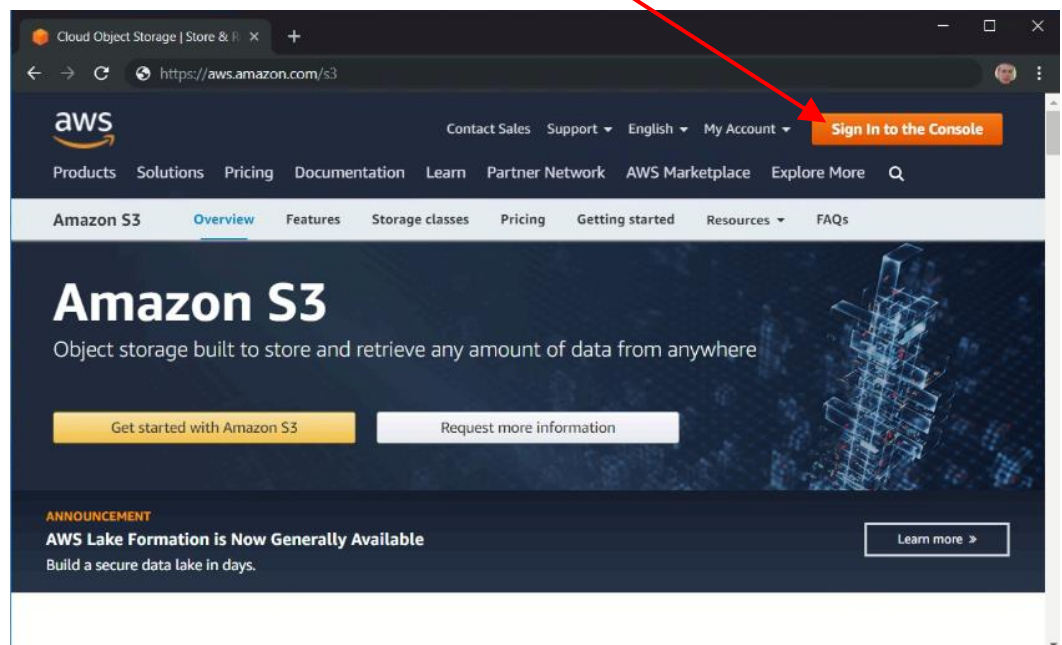 Cloud Object Storage | Store & R
https://aws.amazon.com/s3
aws
Contact Sales Support English My Account Sign In to the Console
Products Solutions Pricing Documentation Learn Partner Network AWS Marketplace Explore More
Amazon S3 Overview Features Storage classes Pricing Getting started Resources FAQs
Amazon S3
Object storage built to store and retrieve any amount of data from anywhere
Get started with Amazon S3 Request more information
ANNOUNCEMENT
AWS Lake Formation is Now Generally Available
Build a secure data lake in days.
Learn more »